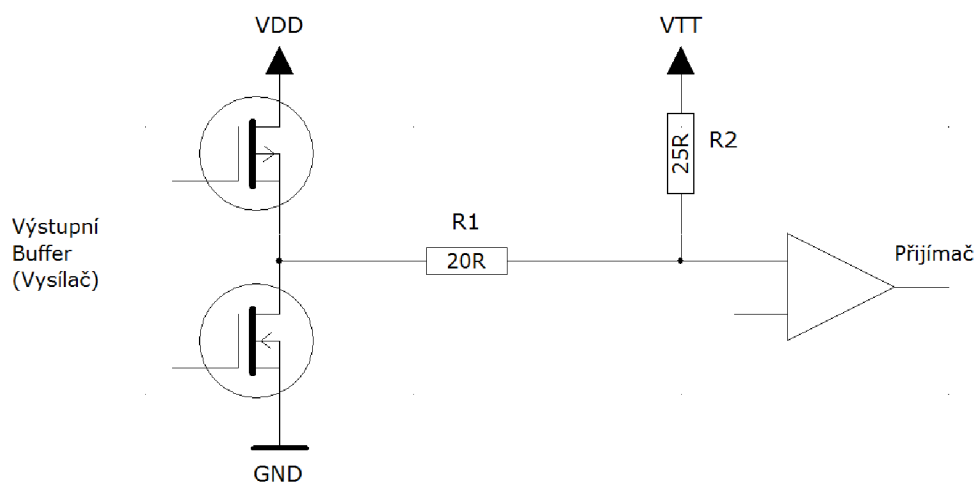 VDD
VTT
25R
R2
Výstupní
Buffer
(Vysílač)
R1
20R
Přijímač
GND